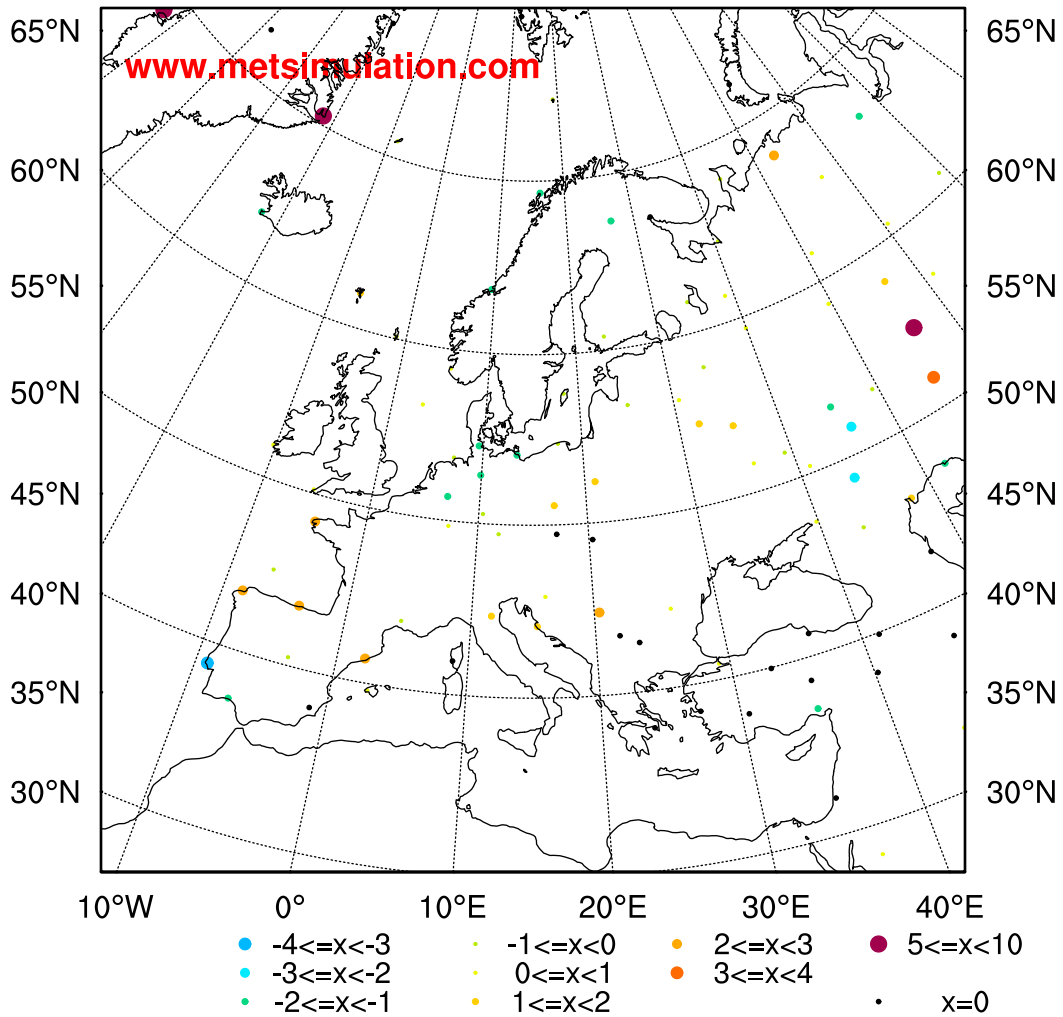 65°N 65°N
www.metsimulation.com
60°N 60°N
55°N 55°N
50°N 50°N
45°N 45°N
40°N 40°N
35°N 35°N
30°N 30°N
10°W 0° 10°E 20°E 30°E 40°E
-4<=x<-3 -1<=x<0 2<=x<3 5<=x<10
-3<=x<-2 0<=x<1 3<=x<4
-2<=x<-1 1<=x<2 x=0